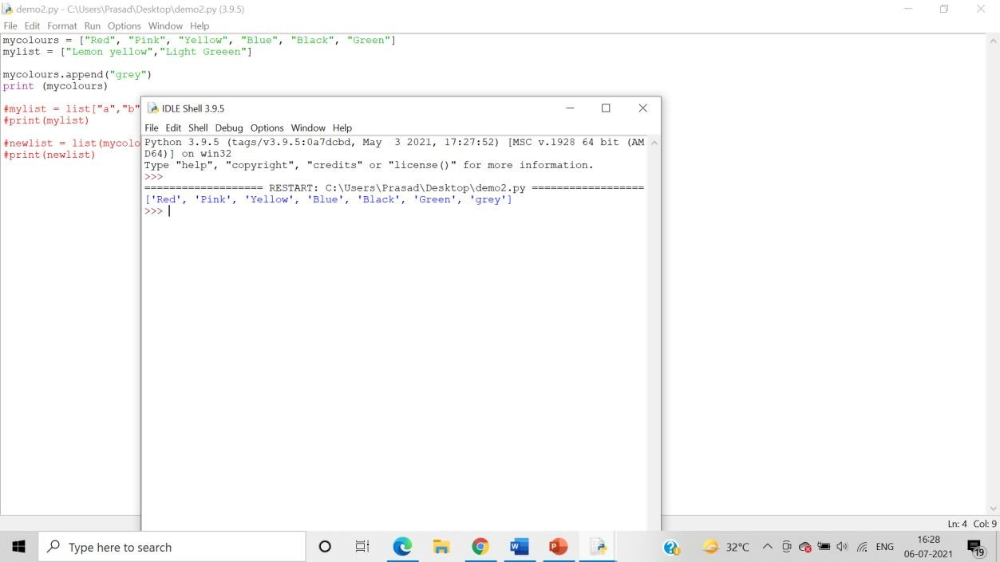 demo2.py - C:\Users\Prasad\Desktop\demo2.py (3.9.5)
File Edit Format Run Options Window Help
mycolours = ["Red", "Pink", "Yellow", "Blue", "Black", "Green"]
mylist = ["Lemon yellow","Light Greeen"]
mycolours.append("grey")
print (mycolours)
#mylist = list["a","b"
#print(mylist)
#newlist = list(mycolo
#print(newlist)
IDLE Shell 3.9.5
File Edit Shell Debug Options Window Help
Python 3.9.5 (tags/v3.9.5:0a7dcbd, May  3 2021, 17:27:52) [MSC v.1928 64 bit (AM
D64)] on win32
Type "help", "copyright", "credits" or "license()" for more information.
>>>
=================== RESTART: C:\Users\Prasad\Desktop\demo2.py ==================
['Red', 'Pink', 'Yellow', 'Blue', 'Black', 'Green', 'grey']
>>>
Ln: 4 Col: 9
Type here to search
32°C ENG
16:28
06-07-2021
19